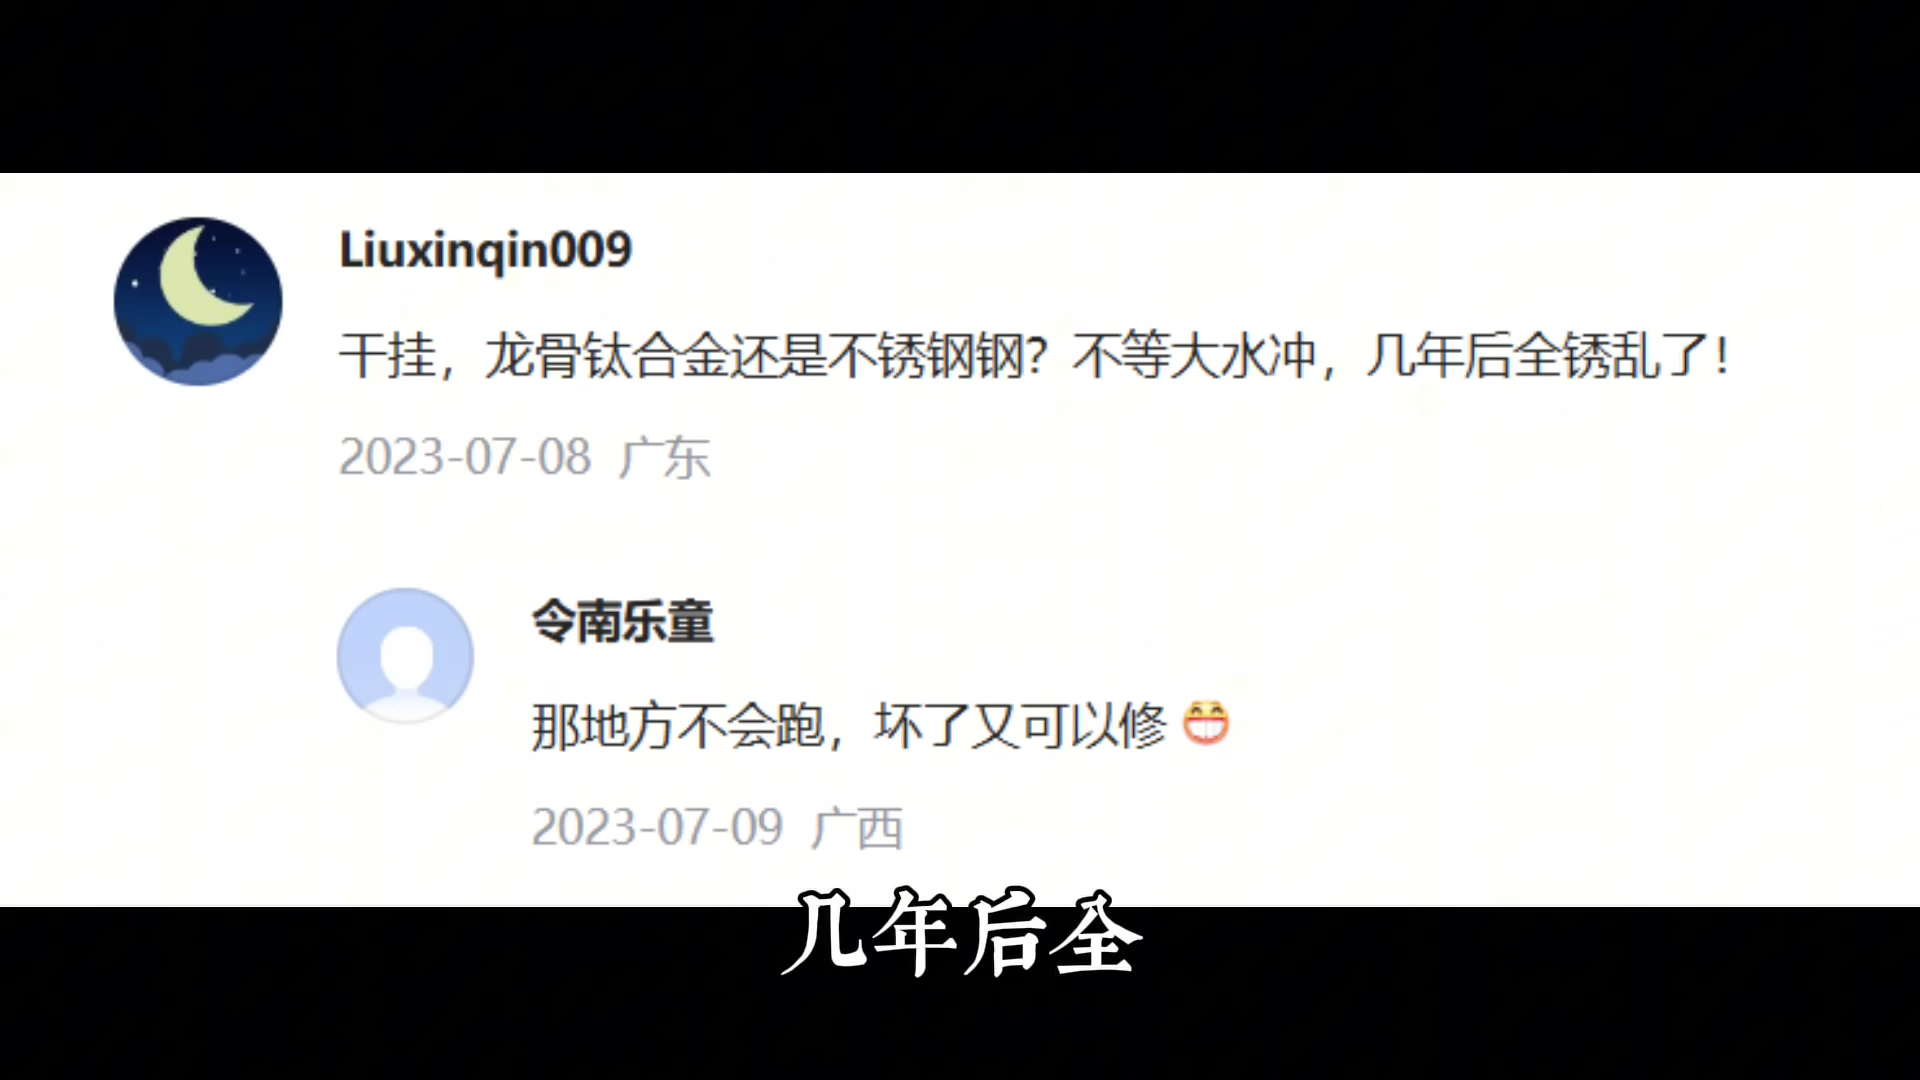 Liuxinqin009
干挂，龙骨钛合金还是不锈钢钢？不等大水冲，几年后全锈乱了！
2023-07-08 广东
令南乐童
那地方不会跑，坏了又可以修 😁
2023-07-09 广西
几年后全